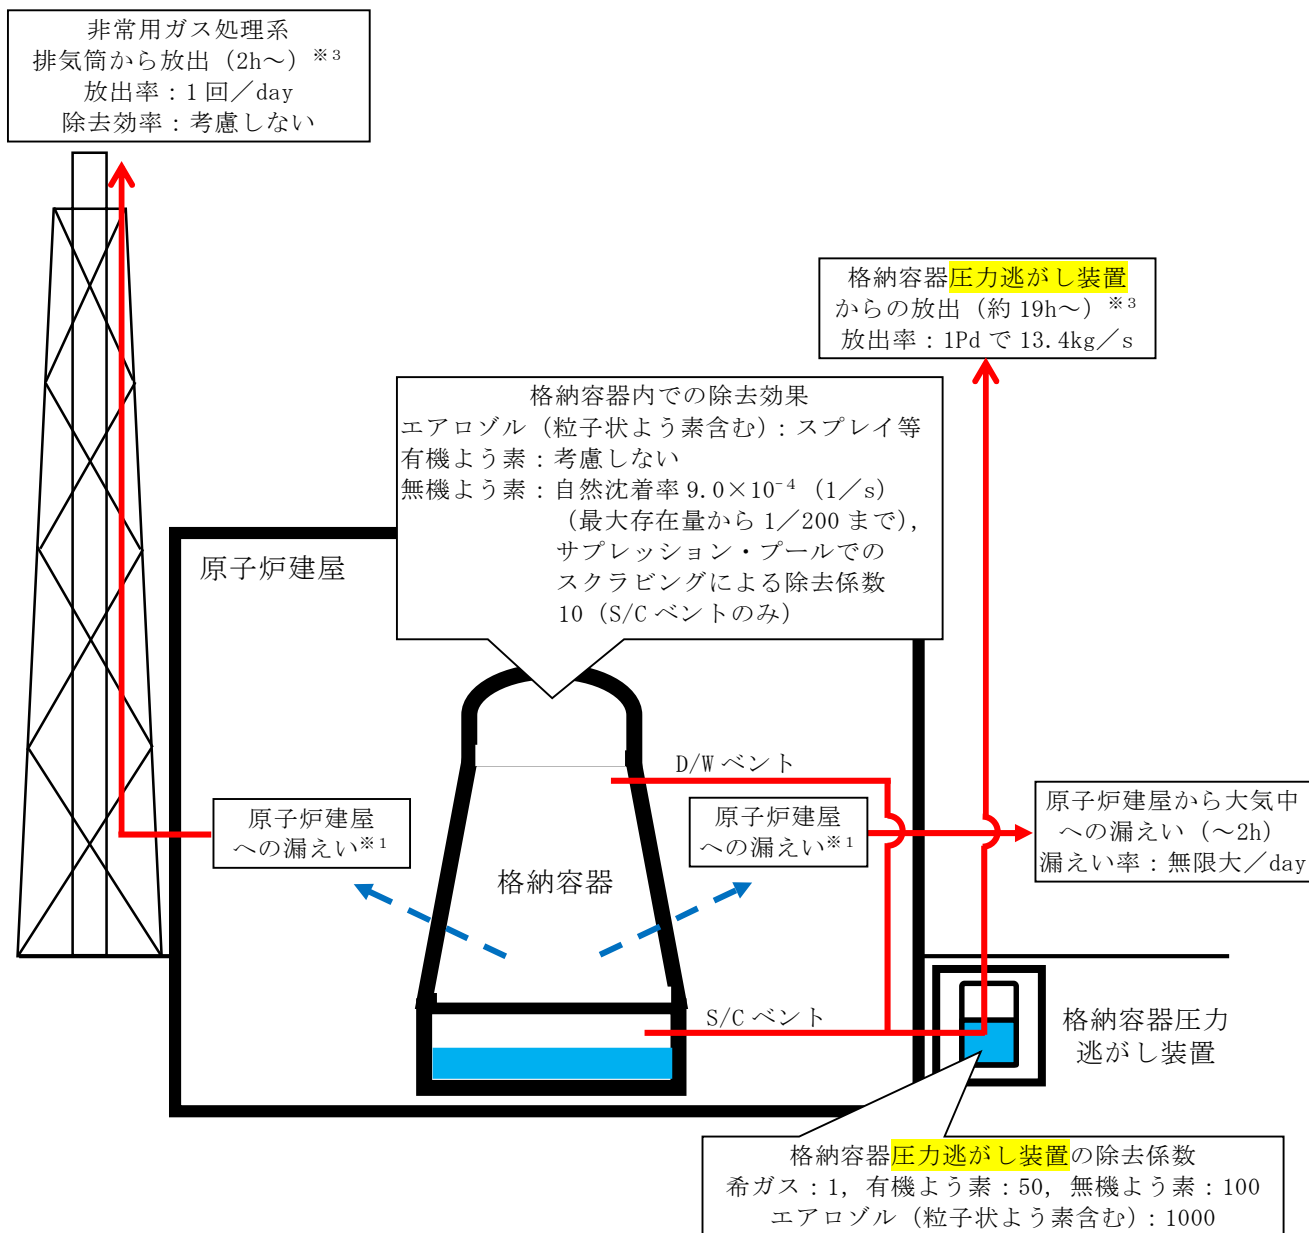 非常用ガス処理系
排気筒から放出（2h～）※3
放出率：1回／day
除去効率：考慮しない
格納容器圧力逃がし装置
からの放出（約19h～）※3
放出率：1Pdで13.4kg／s
格納容器内での除去効果
エアロゾル（粒子状よう素含む）：スプレイ等
有機よう素：考慮しない
無機よう素：自然沈着率9.0×10⁻⁴（1／s）
（最大存在量から1／200まで），
サプレッション・プールでの
スクラビングによる除去係数
10（S/Cベントのみ）
原子炉建屋
D/Wベント
原子炉建屋
への漏えい※1
原子炉建屋
への漏えい※1
原子炉建屋から大気中
への漏えい（～2h）
漏えい率：無限大／day
格納容器
S/Cベント
格納容器圧力
逃がし装置
格納容器圧力逃がし装置の除去係数
希ガス：1，有機よう素：50，無機よう素：100
エアロゾル（粒子状よう素含む）：1000